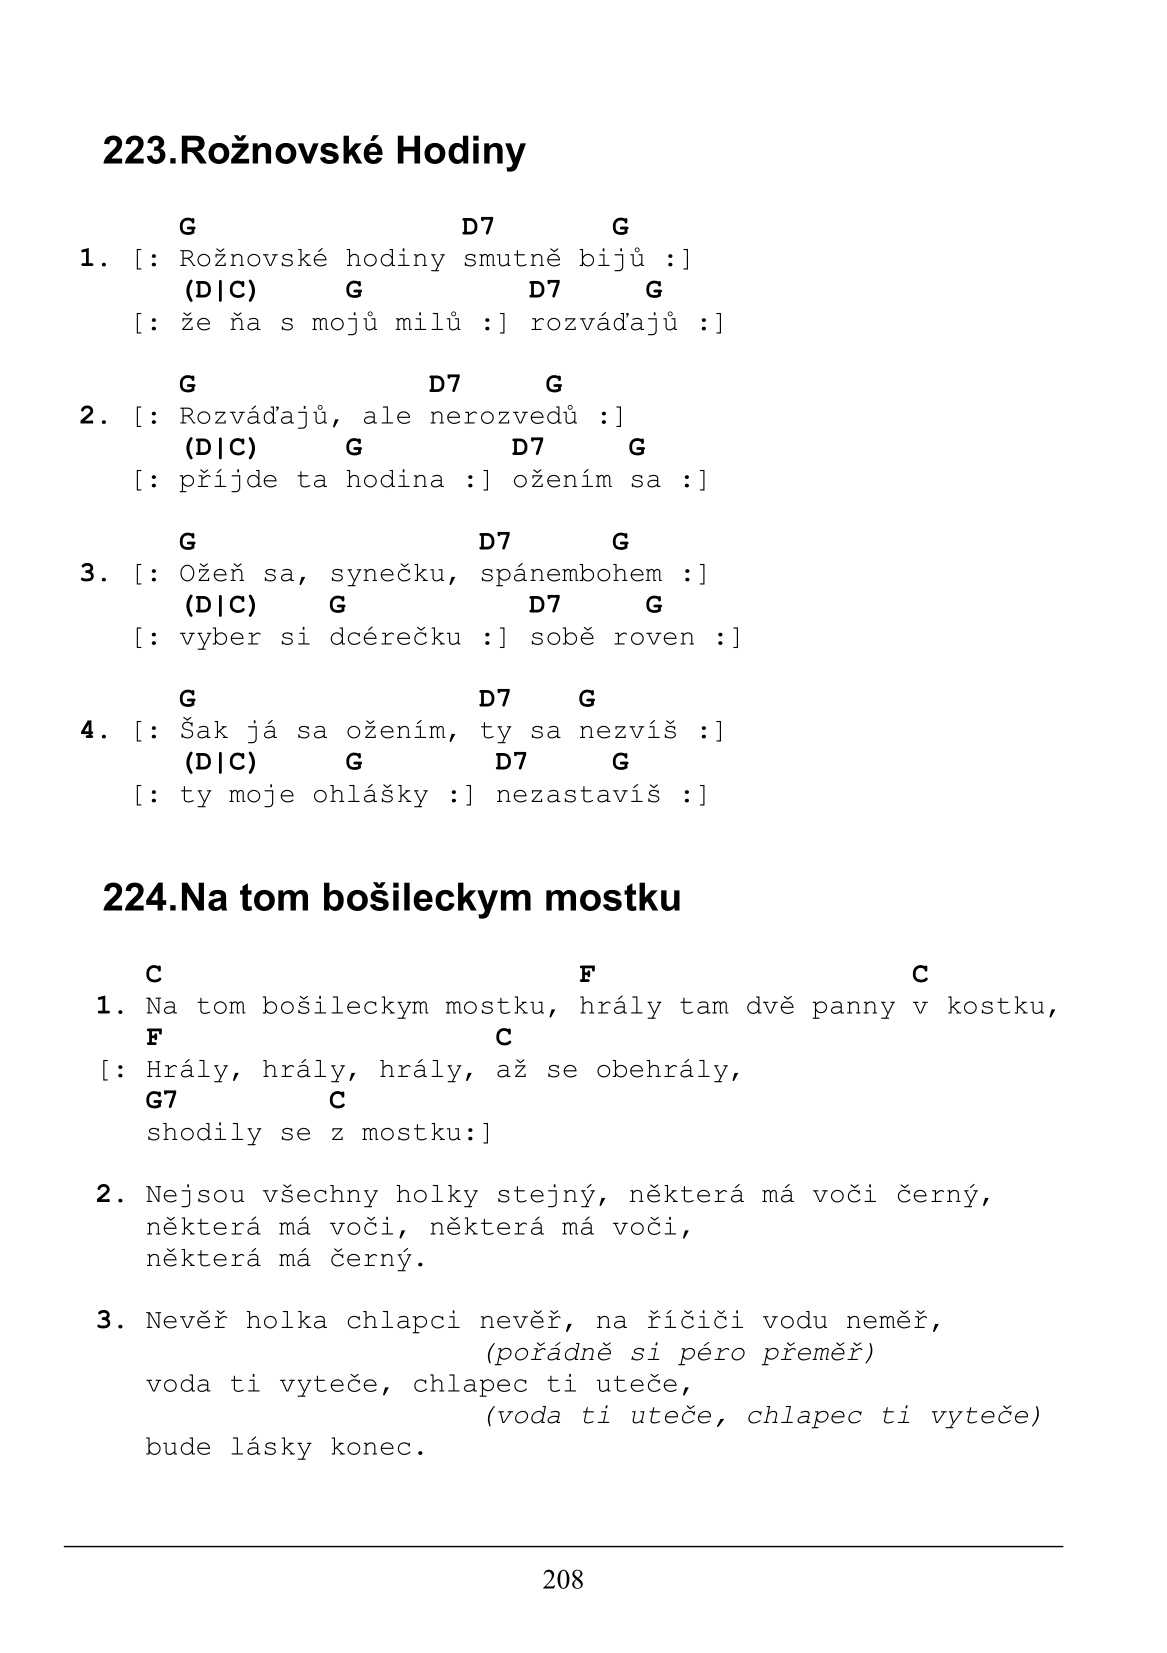 223.Rožnovské Hodiny
G D7 G
1. [: Rožnovské hodiny smutně bijů :]
(D|C) G D7 G
[: že ňa s mojů milů :] rozváďajů :]
G D7 G
2. [: Rozváďajů, ale nerozvedů :]
(D|C) G D7 G
[: příjde ta hodina :] ožením sa :]
G D7 G
3. [: Ožeň sa, synečku, spánembohem :]
(D|C) G D7 G
[: vyber si dcérečku :] sobě roven :]
G D7 G
4. [: Šak já sa ožením, ty sa nezvíš :]
(D|C) G D7 G
[: ty moje ohlášky :] nezastavíš :]
224.Na tom bošileckym mostku
C F C
1. Na tom bošileckym mostku, hrály tam dvě panny v kostku,
F C
[: Hrály, hrály, hrály, až se obehrály,
G7 C
shodily se z mostku:]
2. Nejsou všechny holky stejný, některá má voči černý,
některá má voči, některá má voči,
některá má černý.
3. Nevěř holka chlapci nevěř, na říčiči vodu neměř,
(pořádně si péro přeměř)
voda ti vyteče, chlapec ti uteče,
(voda ti uteče, chlapec ti vyteče)
bude lásky konec.
208